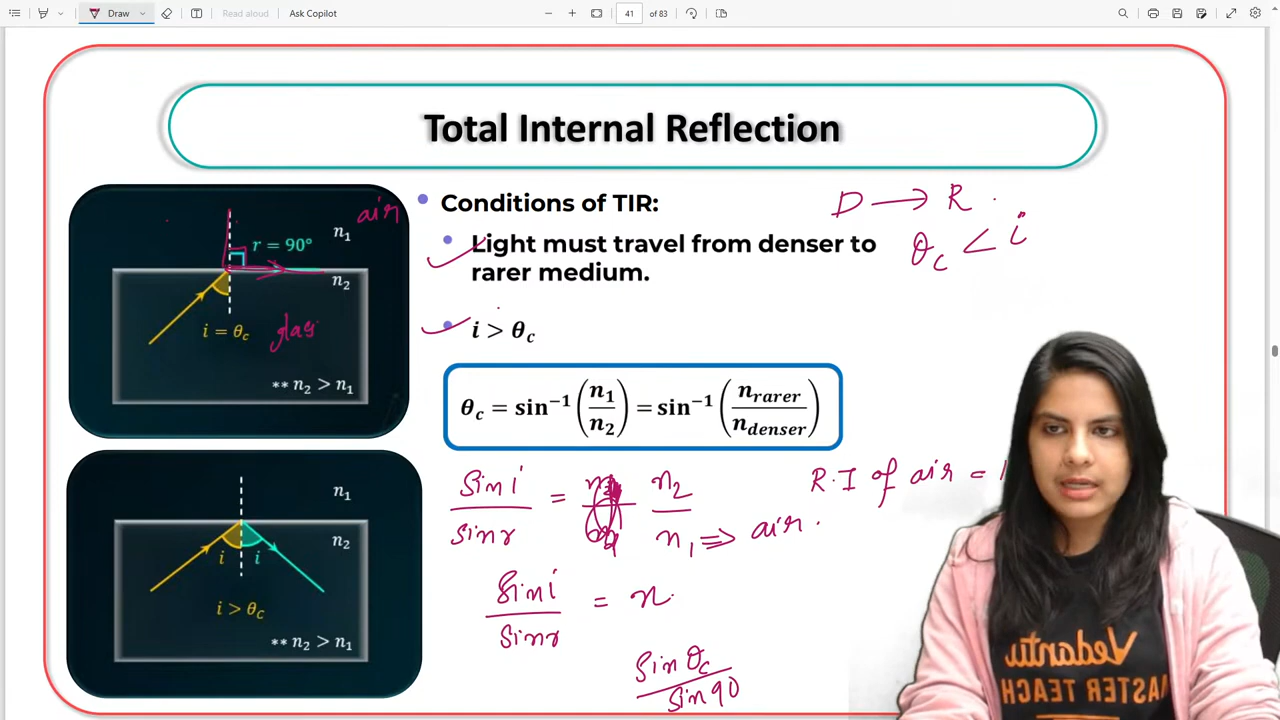 Draw
Read aloud
Ask Copilot
41
of 83
Total Internal Reflection
air
n₁
r = 90°
n₂
i = θc
glass
** n₂ > n₁
Conditions of TIR:
Light must travel from denser to
rarer medium.
i > θc
D → R
θc < i
θc = sin⁻¹(n₁/n₂) = sin⁻¹(n_rarer/n_denser)
n₁
n₂
i i
i > θc
** n₂ > n₁
sin i / sin r = n₂ / n₁ ⇒ air.
R.I of air = 1
sin i / sin r = n
sin θc / sin 90
Vedantu
MASTER TEACH